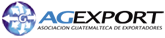 AGEXPORT
ASOCIACION GUATEMALTECA DE EXPORTADORES